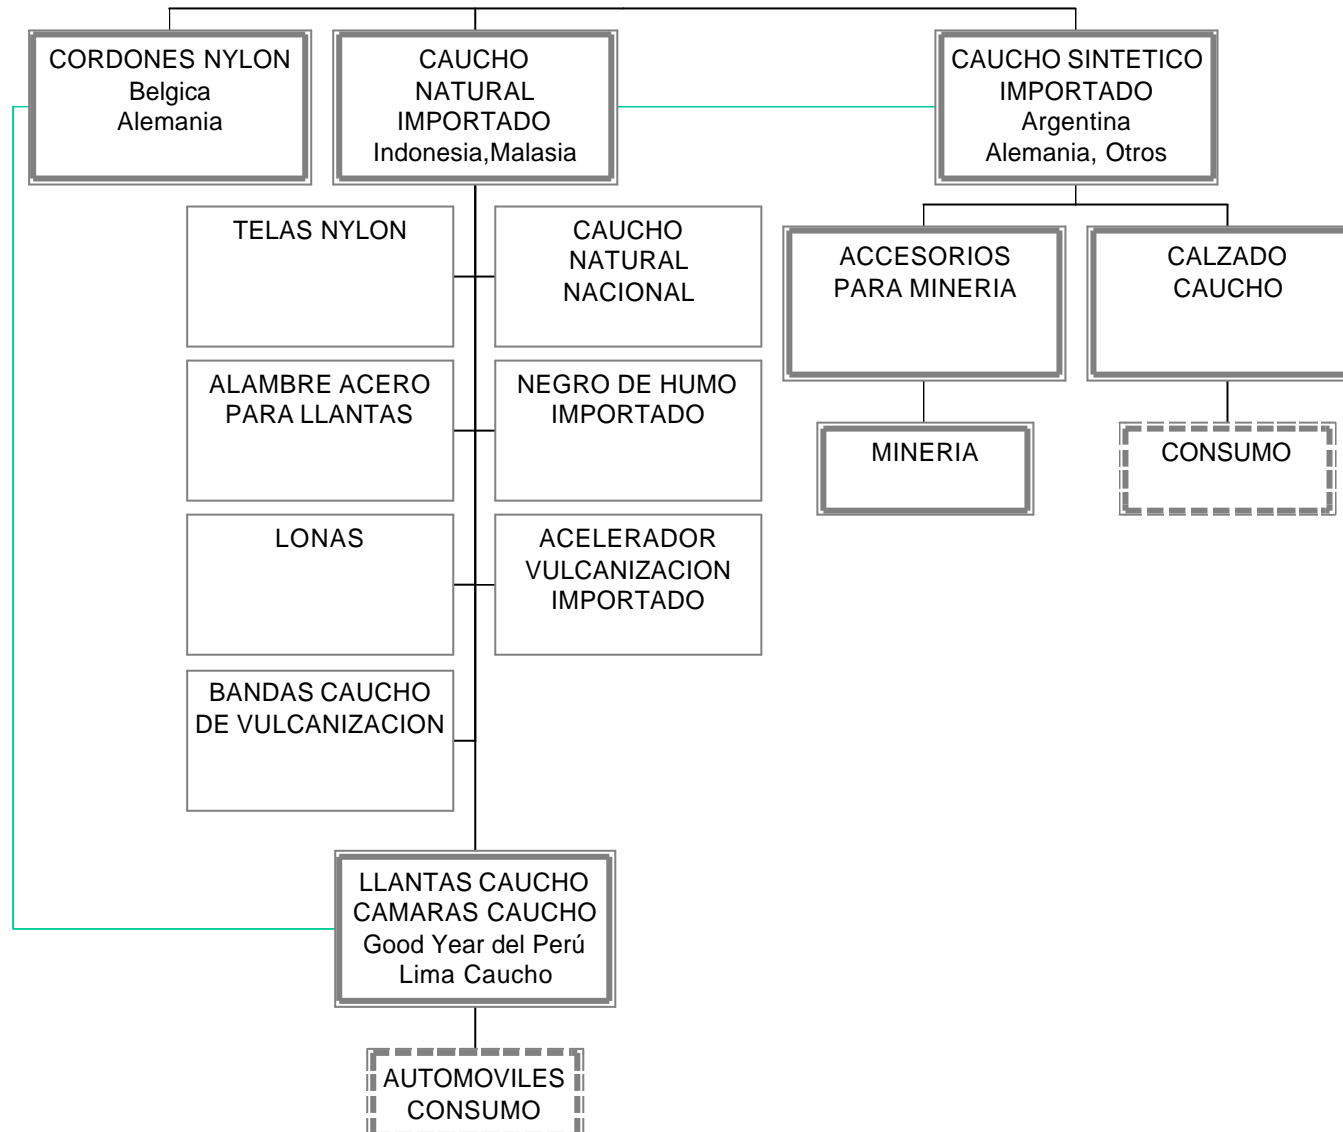 CORDONES NYLON
Belgica
Alemania
CAUCHO
NATURAL
IMPORTADO
Indonesia,Malasia
CAUCHO SINTETICO
IMPORTADO
Argentina
Alemania, Otros
TELAS NYLON
CAUCHO
NATURAL
NACIONAL
ACCESORIOS
PARA MINERIA
CALZADO
CAUCHO
ALAMBRE ACERO
PARA LLANTAS
NEGRO DE HUMO
IMPORTADO
MINERIA
CONSUMO
LONAS
ACELERADOR
VULCANIZACION
IMPORTADO
BANDAS CAUCHO
DE VULCANIZACION
LLANTAS CAUCHO
CAMARAS CAUCHO
Good Year del Perú
Lima Caucho
AUTOMOVILES
CONSUMO